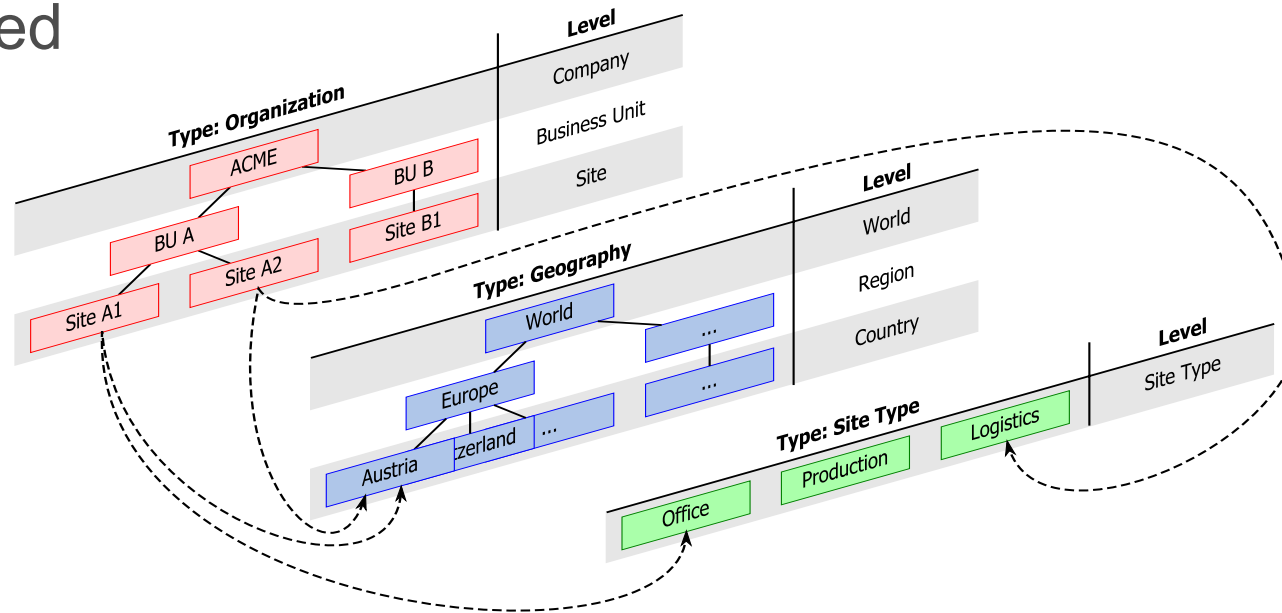 ed
Type: Organization
Level
Company
Business Unit
Site
ACME
BU B
BU A
Site B1
Site A2
Site A1
Type: Geography
Level
World
Region
Country
World
...
Europe
...
Austria
zerland
...
Type: Site Type
Level
Site Type
Logistics
Production
Office